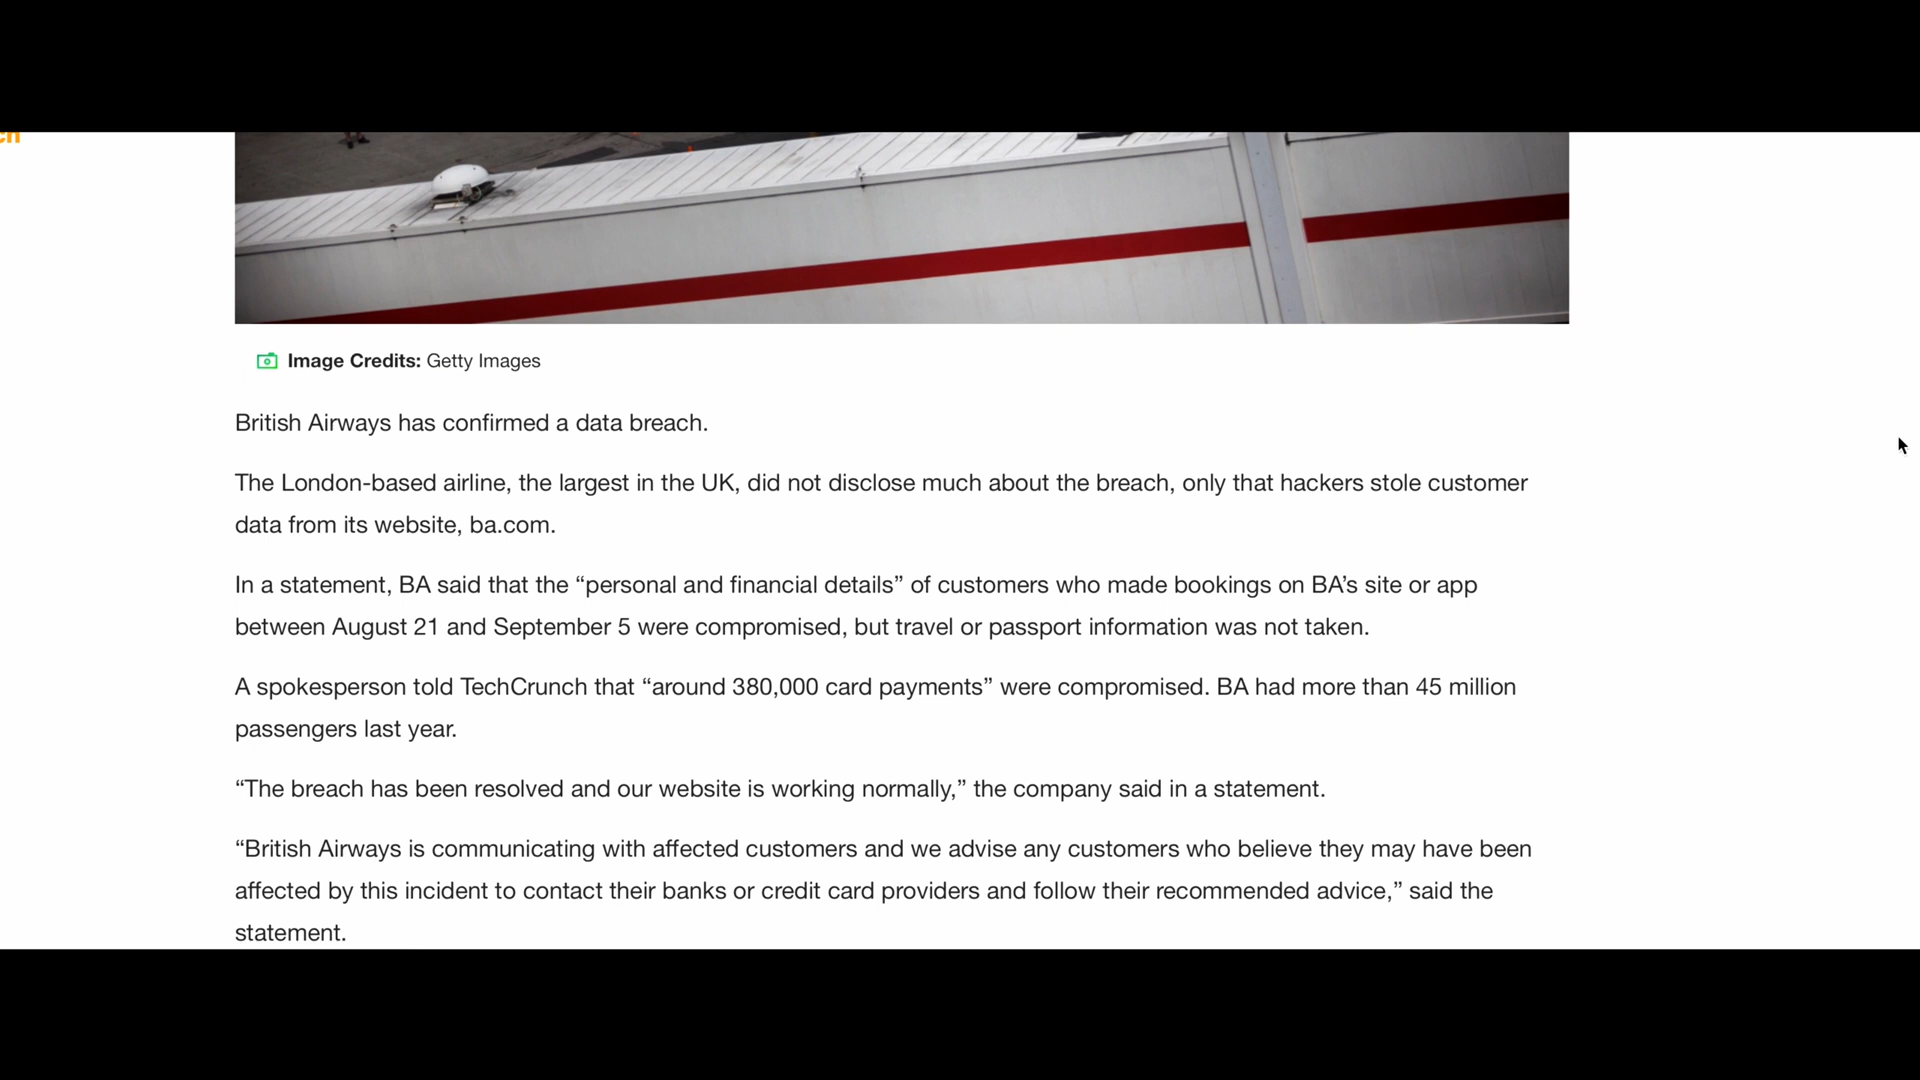 Image Credits: Getty Images
British Airways has confirmed a data breach.
The London-based airline, the largest in the UK, did not disclose much about the breach, only that hackers stole customer
data from its website, ba.com.
In a statement, BA said that the “personal and financial details” of customers who made bookings on BA’s site or app
between August 21 and September 5 were compromised, but travel or passport information was not taken.
A spokesperson told TechCrunch that “around 380,000 card payments” were compromised. BA had more than 45 million
passengers last year.
“The breach has been resolved and our website is working normally,” the company said in a statement.
“British Airways is communicating with affected customers and we advise any customers who believe they may have been
affected by this incident to contact their banks or credit card providers and follow their recommended advice,” said the
statement.